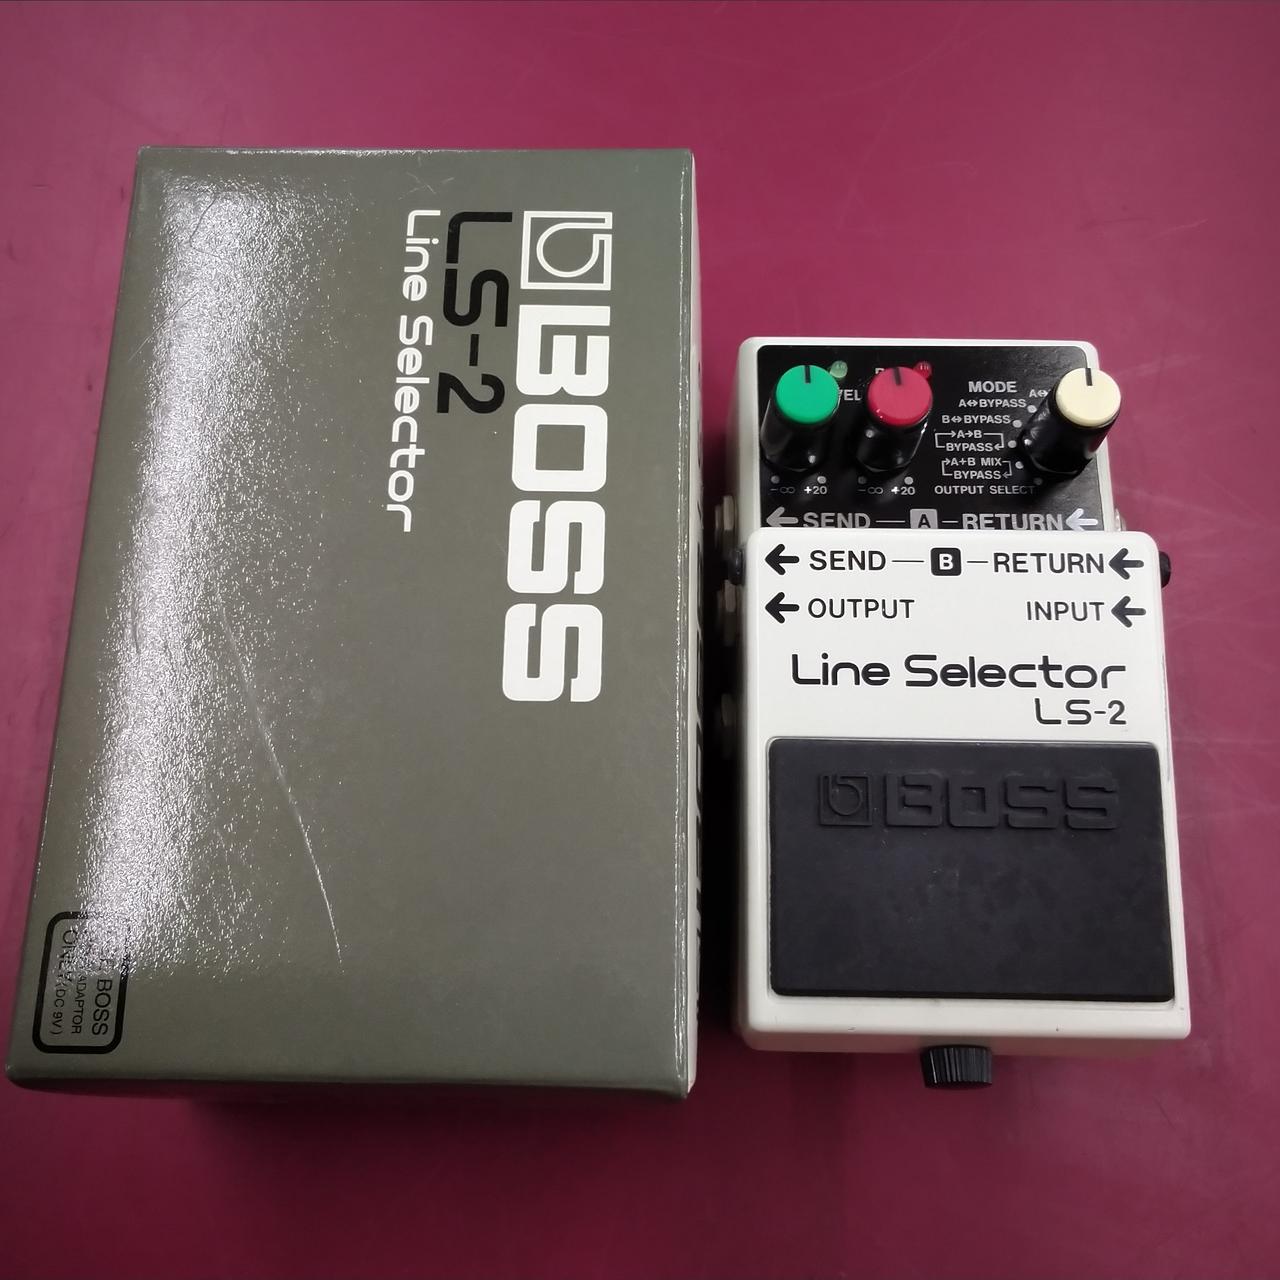 BOSS
LS-2
Line Selector
BOSS
ADAPTOR
ONLY (DC 9V)
MODE
A↔BYPASS
B↔BYPASS
A→B
BYPASS
A+B MIX
BYPASS
OUTPUT SELECT
-∞ +20
-∞ +20
← SEND — A — RETURN ←
← SEND — B — RETURN ←
← OUTPUT INPUT ←
Line Selector
LS-2
BOSS